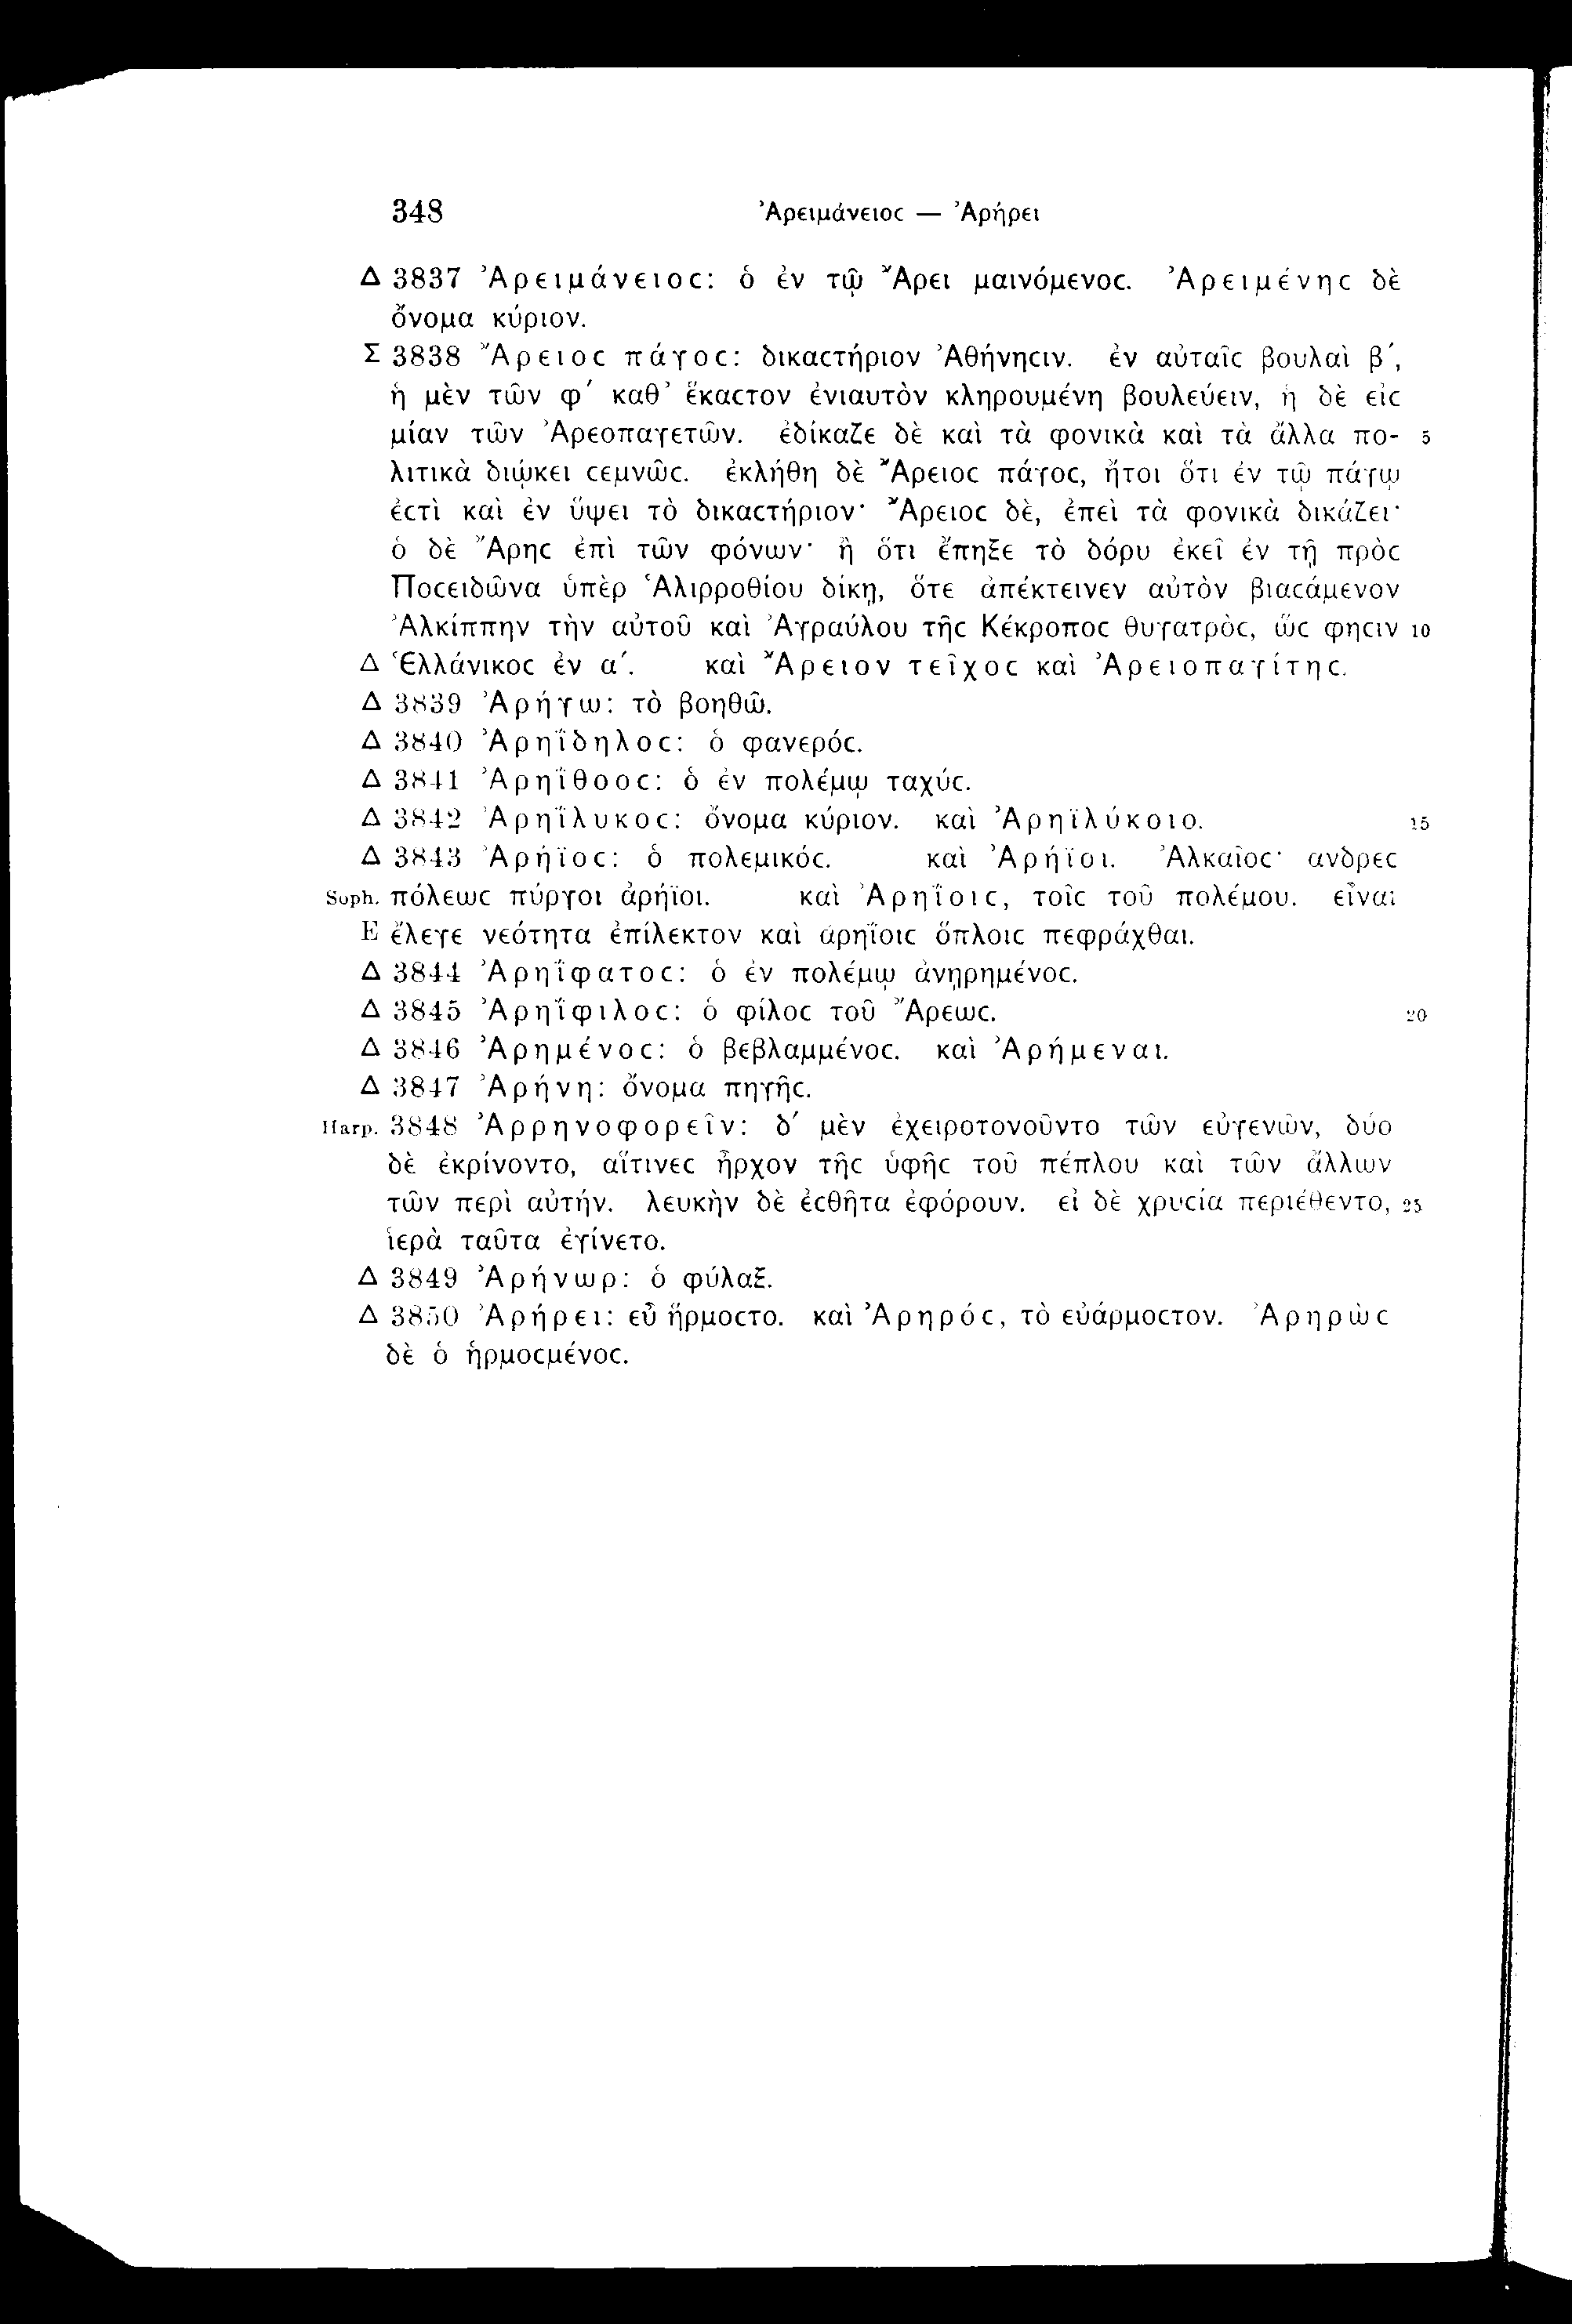 348 Ἀρειμάνειοϲ — Ἀρήρει
Δ 3837 Ἀρειμάνειοϲ: ὁ ἐν τῷ Ἄρει μαινόμενοϲ. Ἀρειμένηϲ δὲ
ὄνομα κύριον.
Σ 3838 Ἄρειοϲ πάγοϲ: δικαϲτήριον Ἀθήνηϲιν. ἐν αὐταῖϲ βουλαὶ β΄,
ἡ μὲν τῶν φ΄ καθ’ ἕκαϲτον ἐνιαυτὸν κληρουμένη βουλεύειν, ἡ δὲ εἰϲ
μίαν τῶν Ἀρεοπαγετῶν. ἐδίκαζε δὲ καὶ τὰ φονικὰ καὶ τὰ ἄλλα πο- 5
λιτικὰ διῴκει ϲεμνῶϲ. ἐκλήθη δὲ Ἄρειοϲ πάγοϲ, ἤτοι ὅτι ἐν τῷ πάγῳ
ἐϲτὶ καὶ ἐν ὕψει τὸ δικαϲτήριον· Ἄρειοϲ δὲ, ἐπεὶ τὰ φονικὰ δικάζει·
ὁ δὲ Ἄρηϲ ἐπὶ τῶν φόνων· ἢ ὅτι ἔπηξε τὸ δόρυ ἐκεῖ ἐν τῇ πρὸϲ
Ποϲειδῶνα ὑπὲρ Ἁλιρροθίου δίκῃ, ὅτε ἀπέκτεινεν αὐτὸν βιαϲάμενον
Ἀλκίππην τὴν αὐτοῦ καὶ Ἀγραύλου τῆϲ Κέκροποϲ θυγατρὸϲ, ὥϲ φηϲιν 10
Δ Ἑλλάνικοϲ ἐν α΄. καὶ Ἄρειον τεῖχοϲ καὶ Ἀρειοπαγίτηϲ.
Δ 3839 Ἀρήγω: τὸ βοηθῶ.
Δ 3840 Ἀρηΐδηλοϲ: ὁ φανερόϲ.
Δ 3841 Ἀρηΐθοοϲ: ὁ ἐν πολέμῳ ταχύϲ.
Δ 3842 Ἀρηΐλυκοϲ: ὄνομα κύριον. καὶ Ἀρηϊλύκοιο. 15
Δ 3843 Ἀρήϊοϲ: ὁ πολεμικόϲ. καὶ Ἀρήϊοι. Ἀλκαῖοϲ· ανδρεϲ
Soph. πόλεωϲ πύργοι ἀρήϊοι. καὶ Ἀρηΐοιϲ, τοῖϲ τοῦ πολέμου. εἶναι
E ἔλεγε νεότητα ἐπίλεκτον καὶ ἀρηΐοιϲ ὅπλοιϲ πεφράχθαι.
Δ 3844 Ἀρηΐφατοϲ: ὁ ἐν πολέμῳ ἀνῃρημένοϲ.
Δ 3845 Ἀρηΐφιλοϲ: ὁ φίλοϲ τοῦ Ἄρεωϲ. 20
Δ 3846 Ἀρημένοϲ: ὁ βεβλαμμένοϲ. καὶ Ἀρήμεναι.
Δ 3847 Ἀρήνη: ὄνομα πηγῆϲ.
Harp. 3848 Ἀρρηνοφορεῖν: δ΄ μὲν ἐχειροτονοῦντο τῶν εὐγενῶν, δύο
δὲ ἐκρίνοντο, αἵτινεϲ ἦρχον τῆϲ ὑφῆϲ τοῦ πέπλου καὶ τῶν ἄλλων
τῶν περὶ αὐτήν. λευκὴν δὲ ἐϲθῆτα ἐφόρουν. εἰ δὲ χρυϲία περιέθεντο, 25
ἱερὰ ταῦτα ἐγίνετο.
Δ 3849 Ἀρήνωρ: ὁ φύλαξ.
Δ 3850 Ἀρήρει: εὖ ἥρμοϲτο. καὶ Ἀρηρόϲ, τὸ εὐάρμοϲτον. Ἀρηρὼϲ
δὲ ὁ ἡρμοϲμένοϲ.